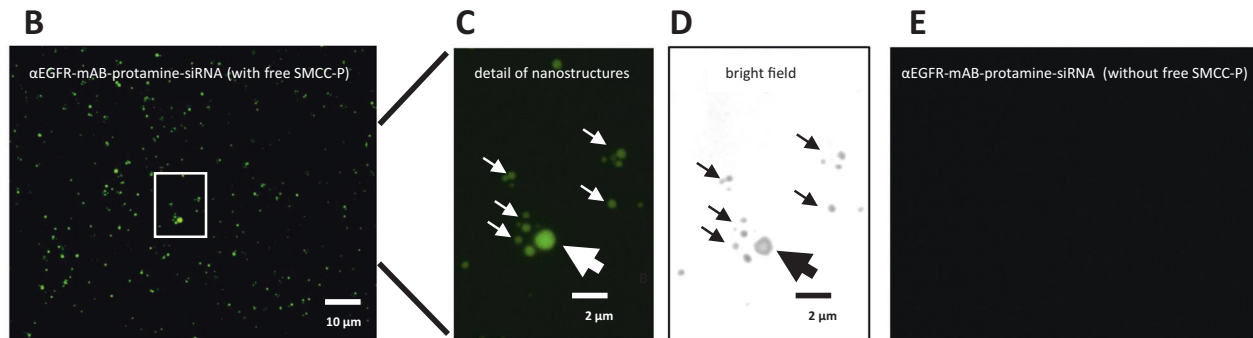 B
C
D
E
αEGFR-mAB-protamine-siRNA (with free SMCC-P)
detail of nanostructures
bright field
αEGFR-mAB-protamine-siRNA (without free SMCC-P)
10 µm
2 µm
2 µm